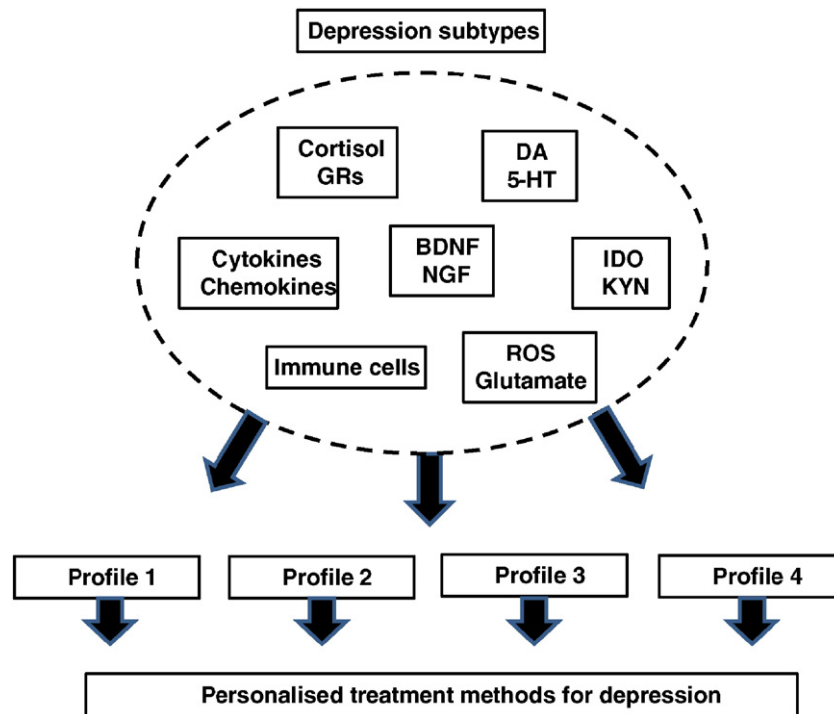 Depression subtypes
Cortisol
GRs
DA
5-HT
Cytokines
Chemokines
BDNF
NGF
IDO
KYN
Immune cells
ROS
Glutamate
Profile 1
Profile 2
Profile 3
Profile 4
Personalised treatment methods for depression